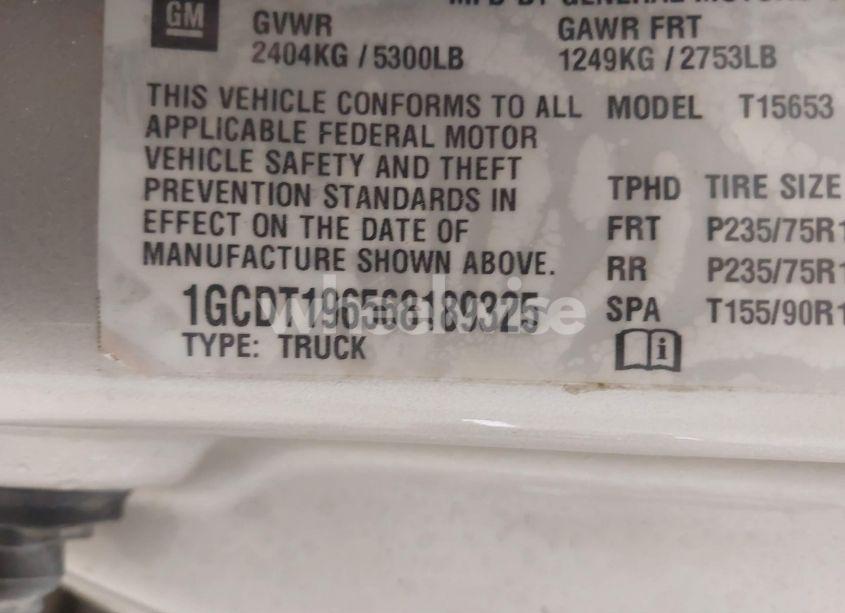 GM
GVWR GAWR FRT
2404KG / 5300LB 1249KG / 2753LB
THIS VEHICLE CONFORMS TO ALL MODEL T15653
APPLICABLE FEDERAL MOTOR
VEHICLE SAFETY AND THEFT
PREVENTION STANDARDS IN TPHD TIRE SIZE
EFFECT ON THE DATE OF FRT P235/75R1
MANUFACTURE SHOWN ABOVE. RR P235/75R1
1GCDT196568189325 SPA T155/90R1
wheelwise
TYPE: TRUCK
i